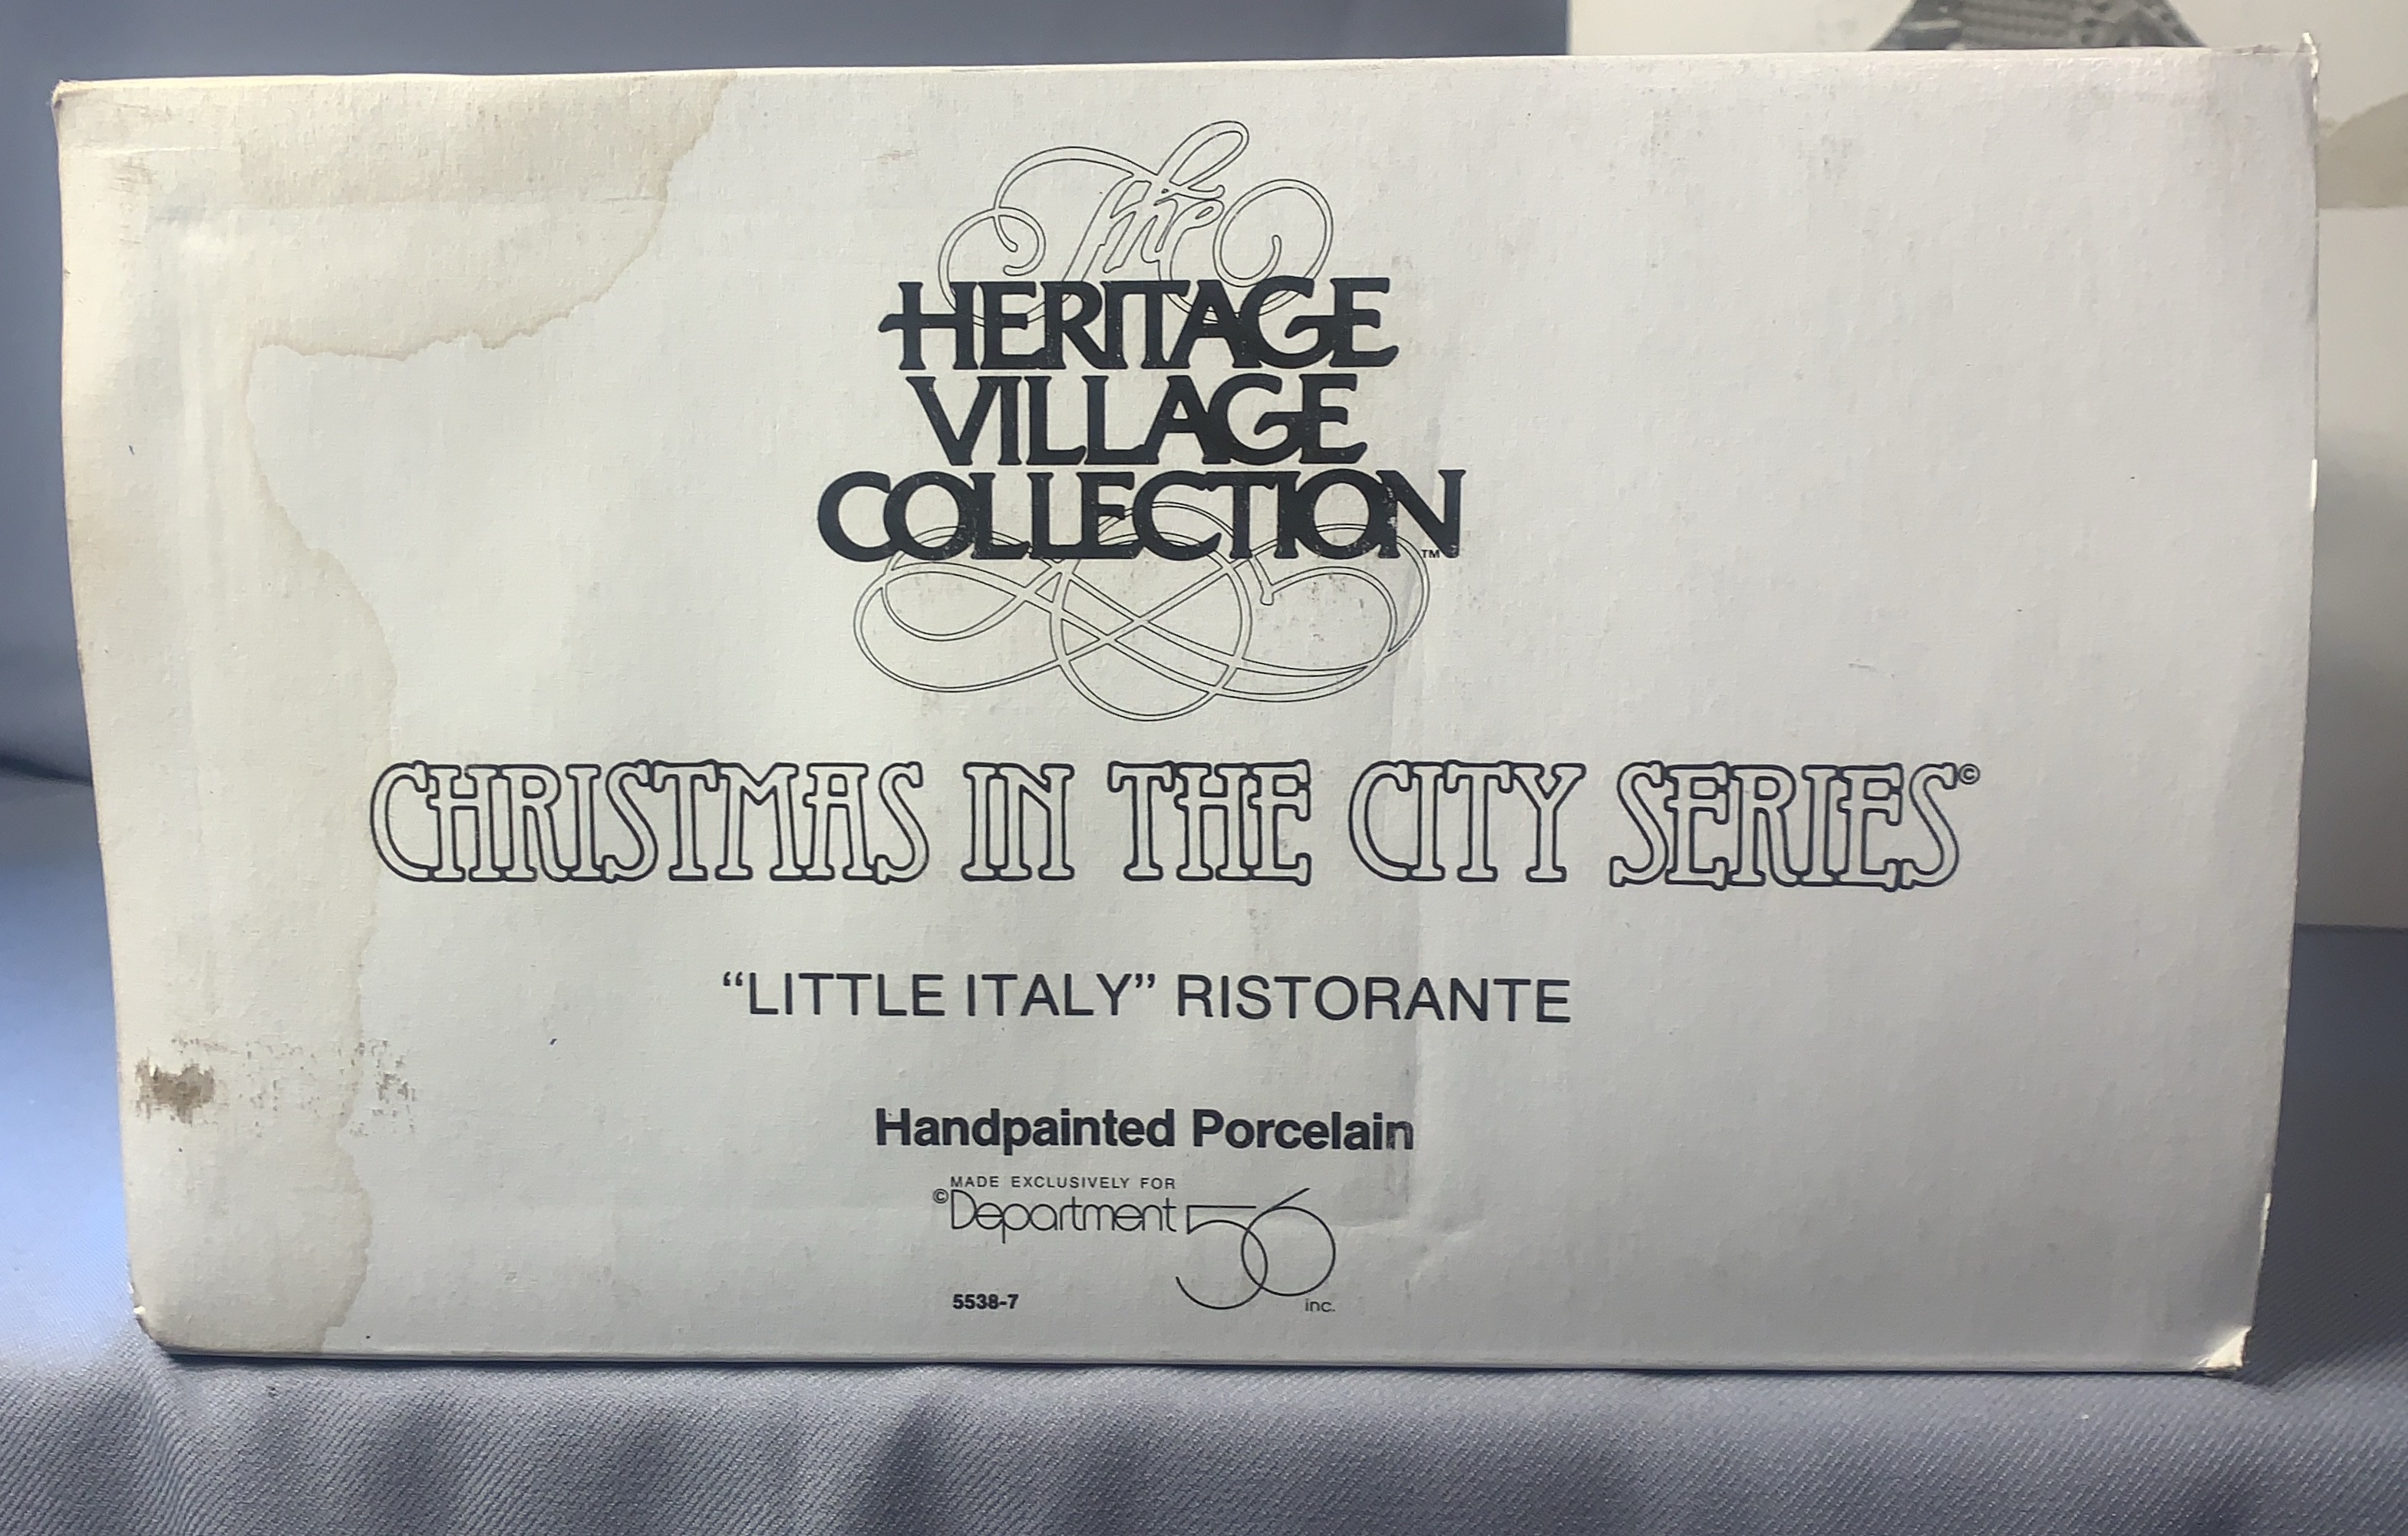 The
HERITAGE
VILLAGE
COLLECTION™
CHRISTMAS IN THE CITY SERIES©
“LITTLE ITALY” RISTORANTE
Handpainted Porcelain
MADE EXCLUSIVELY FOR
©Department 56
inc.
5538-7